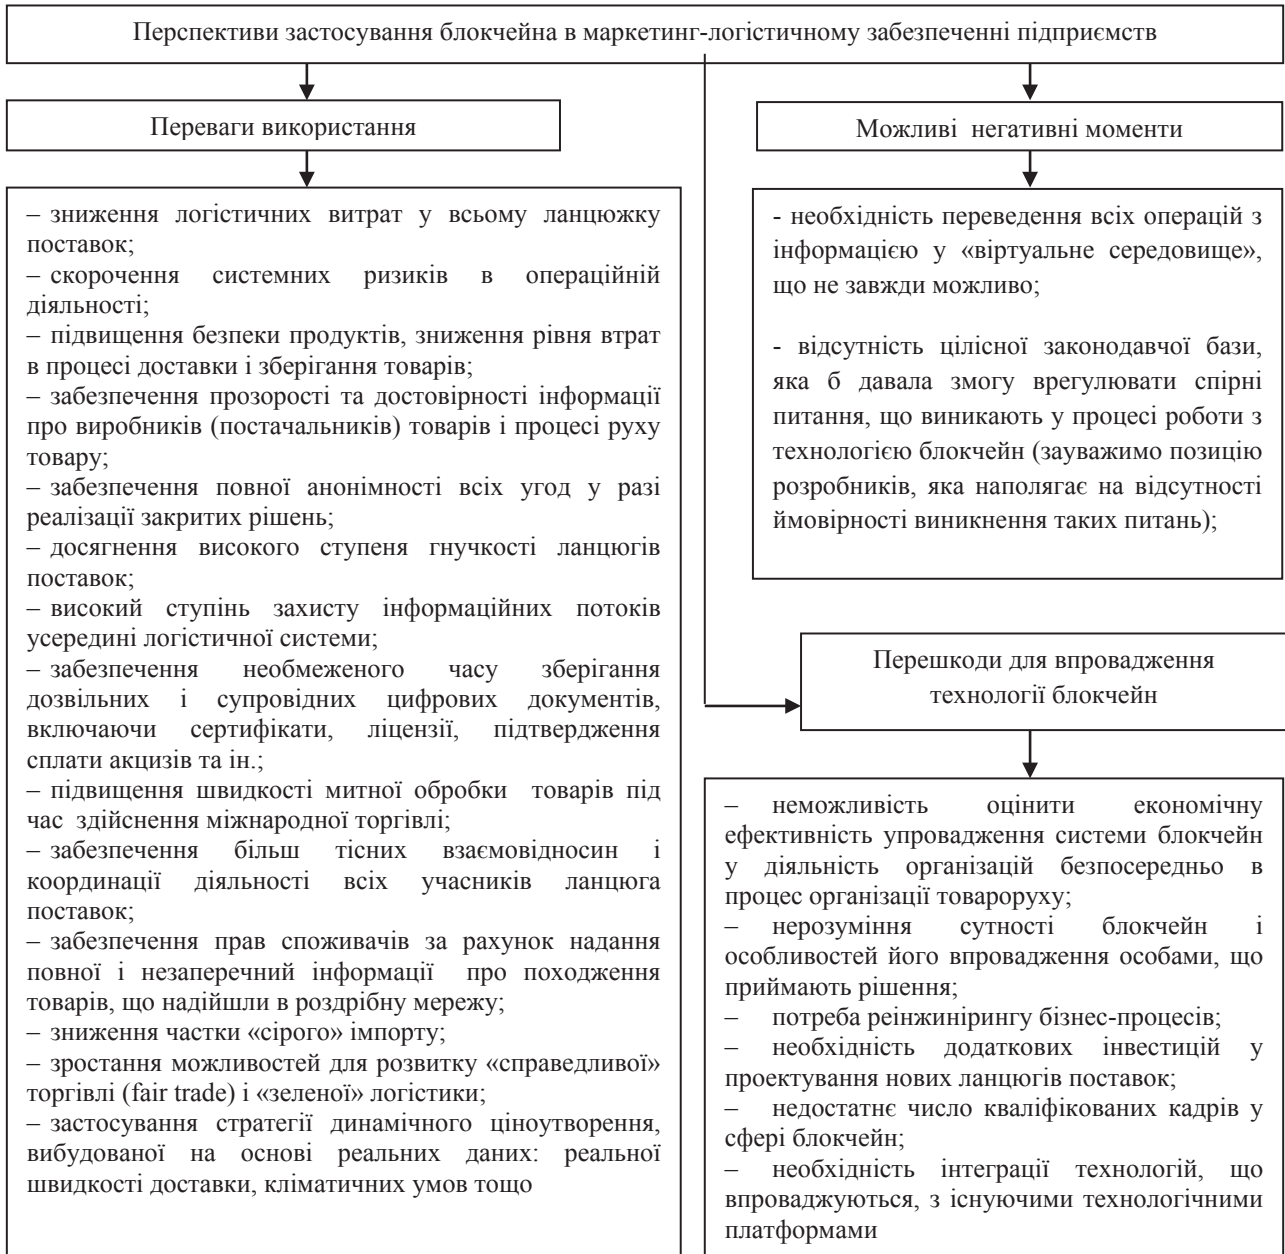 Перспективи застосування блокчейна в маркетинг-логістичному забезпеченні підприємств
Переваги використання
– зниження логістичних витрат у всьому ланцюжку
поставок;
– скорочення системних ризиків в операційній
діяльності;
– підвищення безпеки продуктів, зниження рівня втрат
в процесі доставки і зберігання товарів;
– забезпечення прозорості та достовірності інформації
про виробників (постачальників) товарів і процесі руху
товару;
– забезпечення повної анонімності всіх угод у разі
реалізації закритих рішень;
– досягнення високого ступеня гнучкості ланцюгів
поставок;
– високий ступінь захисту інформаційних потоків
усередині логістичної системи;
– забезпечення необмеженого часу зберігання
дозвільних і супровідних цифрових документів,
включаючи сертифікати, ліцензії, підтвердження
сплати акцизів та ін.;
– підвищення швидкості митної обробки товарів під
час здійснення міжнародної торгівлі;
– забезпечення більш тісних взаємовідносин і
координації діяльності всіх учасників ланцюга
поставок;
– забезпечення прав споживачів за рахунок надання
повної і незаперечний інформації про походження
товарів, що надійшли в роздрібну мережу;
– зниження частки «сірого» імпорту;
– зростання можливостей для розвитку «справедливої»
торгівлі (fair trade) і «зеленої» логістики;
– застосування стратегії динамічного ціноутворення,
вибудованої на основі реальних даних: реальної
швидкості доставки, кліматичних умов тощо
Можливі негативні моменти
- необхідність переведення всіх операцій з
інформацією у «віртуальне середовище»,
що не завжди можливо;
- відсутність цілісної законодавчої бази,
яка б давала змогу врегулювати спірні
питання, що виникають у процесі роботи з
технологією блокчейн (зауважимо позицію
розробників, яка наполягає на відсутності
ймовірності виникнення таких питань);
Перешкоди для впровадження
технології блокчейн
– неможливість оцінити економічну
ефективність упровадження системи блокчейн
у діяльність організацій безпосередньо в
процес організації товароруху;
– нерозуміння сутності блокчейн і
особливостей його впровадження особами, що
приймають рішення;
– потреба реінжинірингу бізнес-процесів;
– необхідність додаткових інвестицій у
проектування нових ланцюгів поставок;
– недостатнє число кваліфікованих кадрів у
сфері блокчейн;
– необхідність інтеграції технологій, що
впроваджуються, з існуючими технологічними
платформами